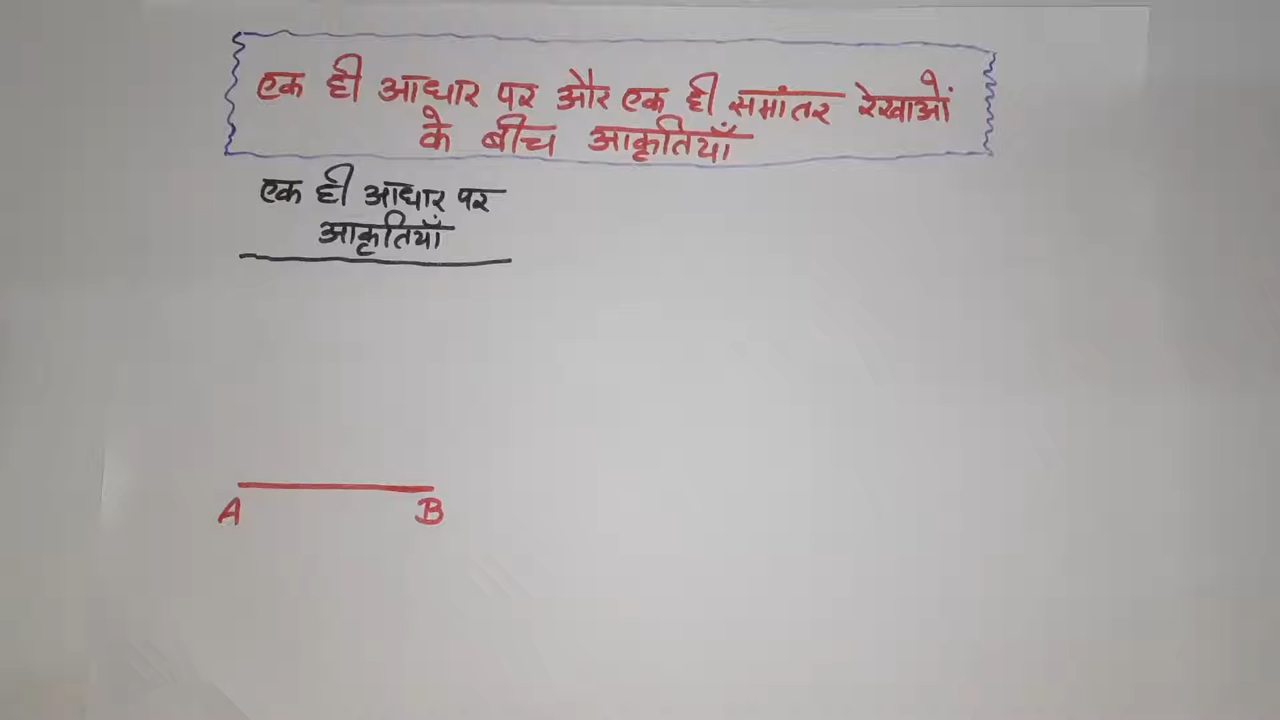 एक ही आधार पर और एक ही समांतर रेखाओं
के बीच आकृतियाँ
एक ही आधार पर
आकृतियाँ
A B